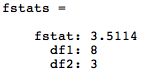 fstats =
fstat: 3.5114
df1: 8
df2: 3